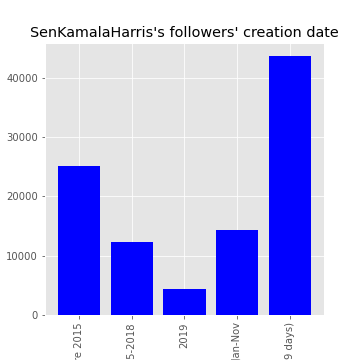 SenKamalaHarris's followers' creation date
40000
30000
20000
10000
0
re 2015
5-2018
2019
Jan-Nov
9 days)